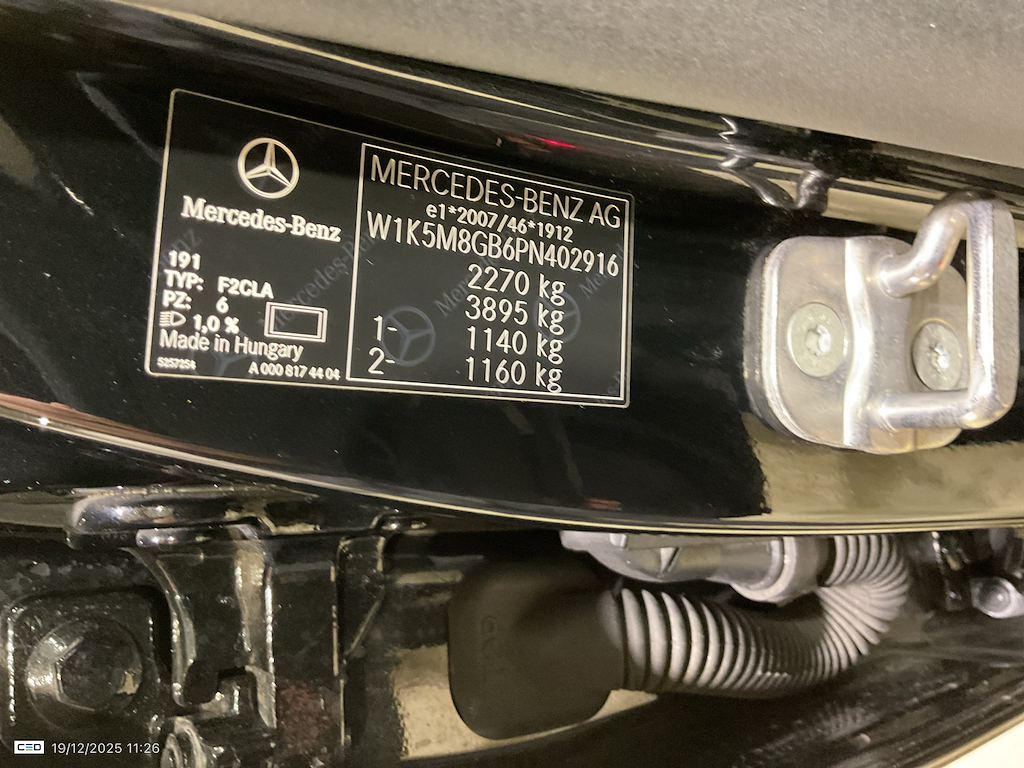 Mercedes-Benz
191
TYP: F2CLA
PZ: 6
1,0 %
Made in Hungary
5257254
A 000 817 44 04
MERCEDES-BENZ AG
e1*2007/46*1912
W1K5M8GB6PN402916
2270 kg
3895 kg
1- 1140 kg
2- 1160 kg
CEO 19/12/2025 11:26